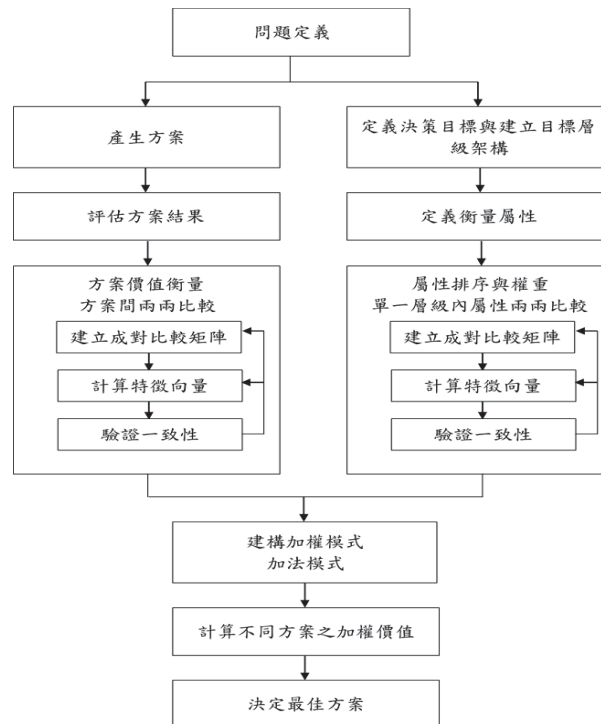 問題定義
產生方案
定義決策目標與建立目標層
級架構
評估方案結果
定義衡量屬性
方案價值衡量
方案間兩兩比較
建立成對比較矩陣
計算特徵向量
驗證一致性
屬性排序與權重
單一層級內屬性兩兩比較
建立成對比較矩陣
計算特徵向量
驗證一致性
建構加權模式
加法模式
計算不同方案之加權價值
決定最佳方案